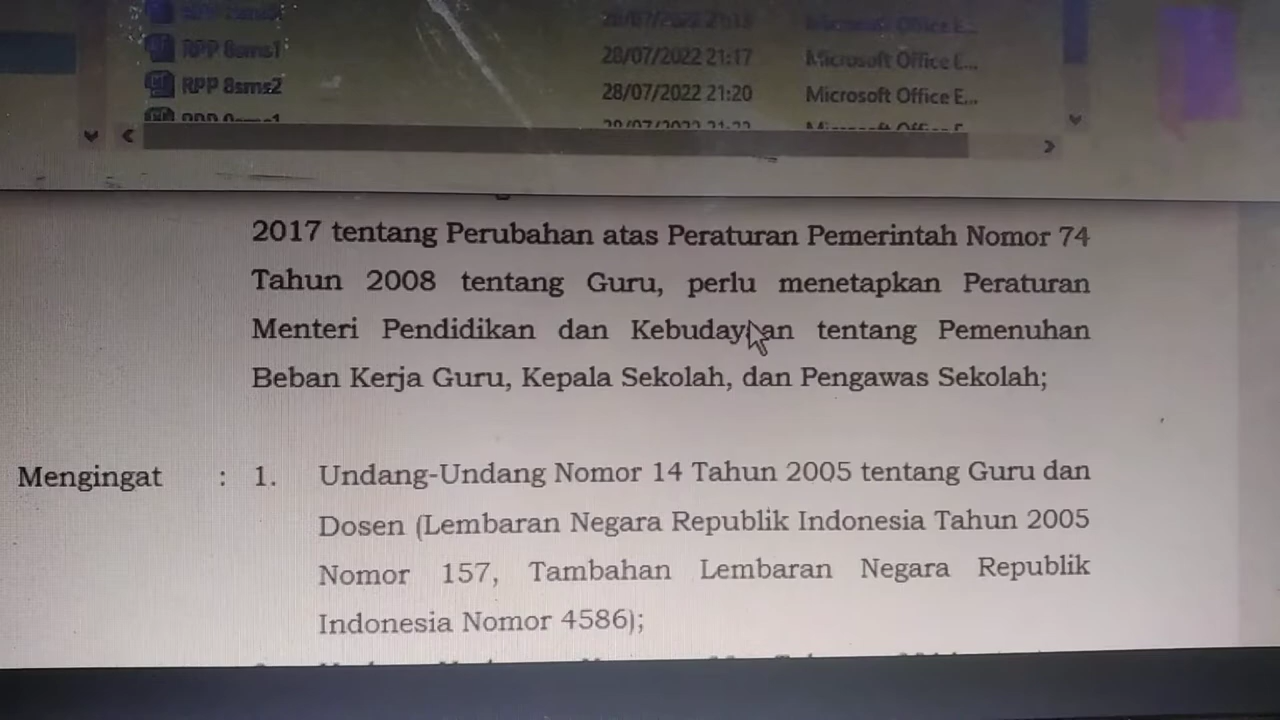 RPP 8sms1 28/07/2022 21:17 Microsoft Office E...
RPP 8sms2 28/07/2022 21:20 Microsoft Office E...
2017 tentang Perubahan atas Peraturan Pemerintah Nomor 74
Tahun 2008 tentang Guru, perlu menetapkan Peraturan
Menteri Pendidikan dan Kebudayaan tentang Pemenuhan
Beban Kerja Guru, Kepala Sekolah, dan Pengawas Sekolah;
Mengingat : 1. Undang-Undang Nomor 14 Tahun 2005 tentang Guru dan
Dosen (Lembaran Negara Republik Indonesia Tahun 2005
Nomor 157, Tambahan Lembaran Negara Republik
Indonesia Nomor 4586);